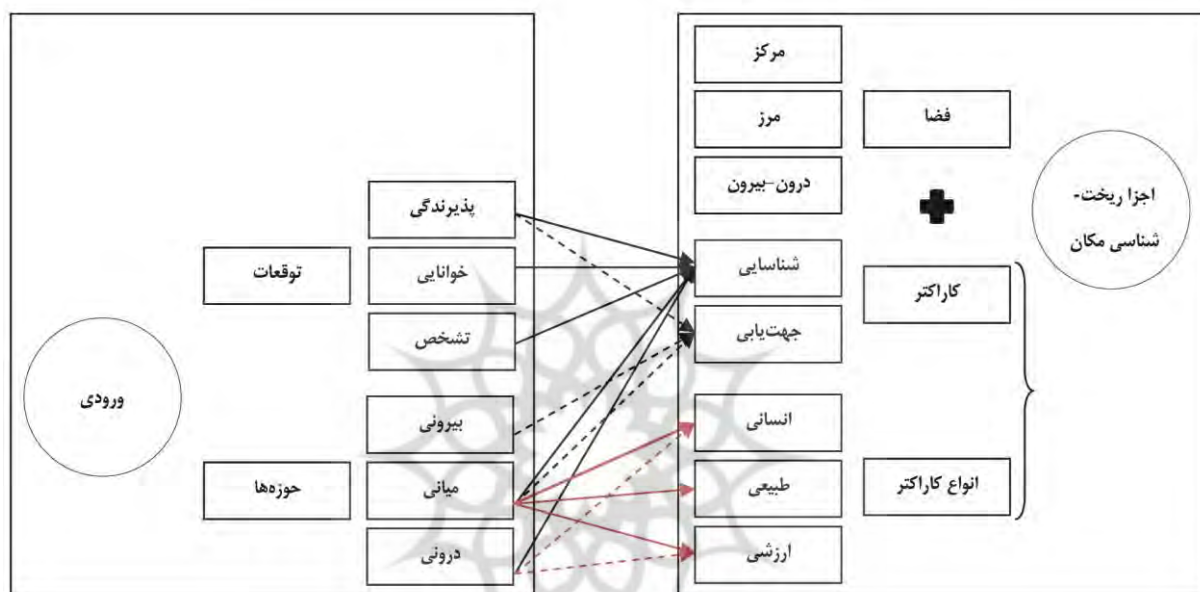 مرکز
مرز
فضا
درون-بیرون
اجزا ریخت-
شناسی مکان
پذیرندگی
توقعات
خوانایی
شناسایی
کاراکتر
تشخص
جهت‌یابی
ورودی
بیرونی
انسانی
حوزه‌ها
میانی
طبیعی
انواع کاراکتر
درونی
ارزشی